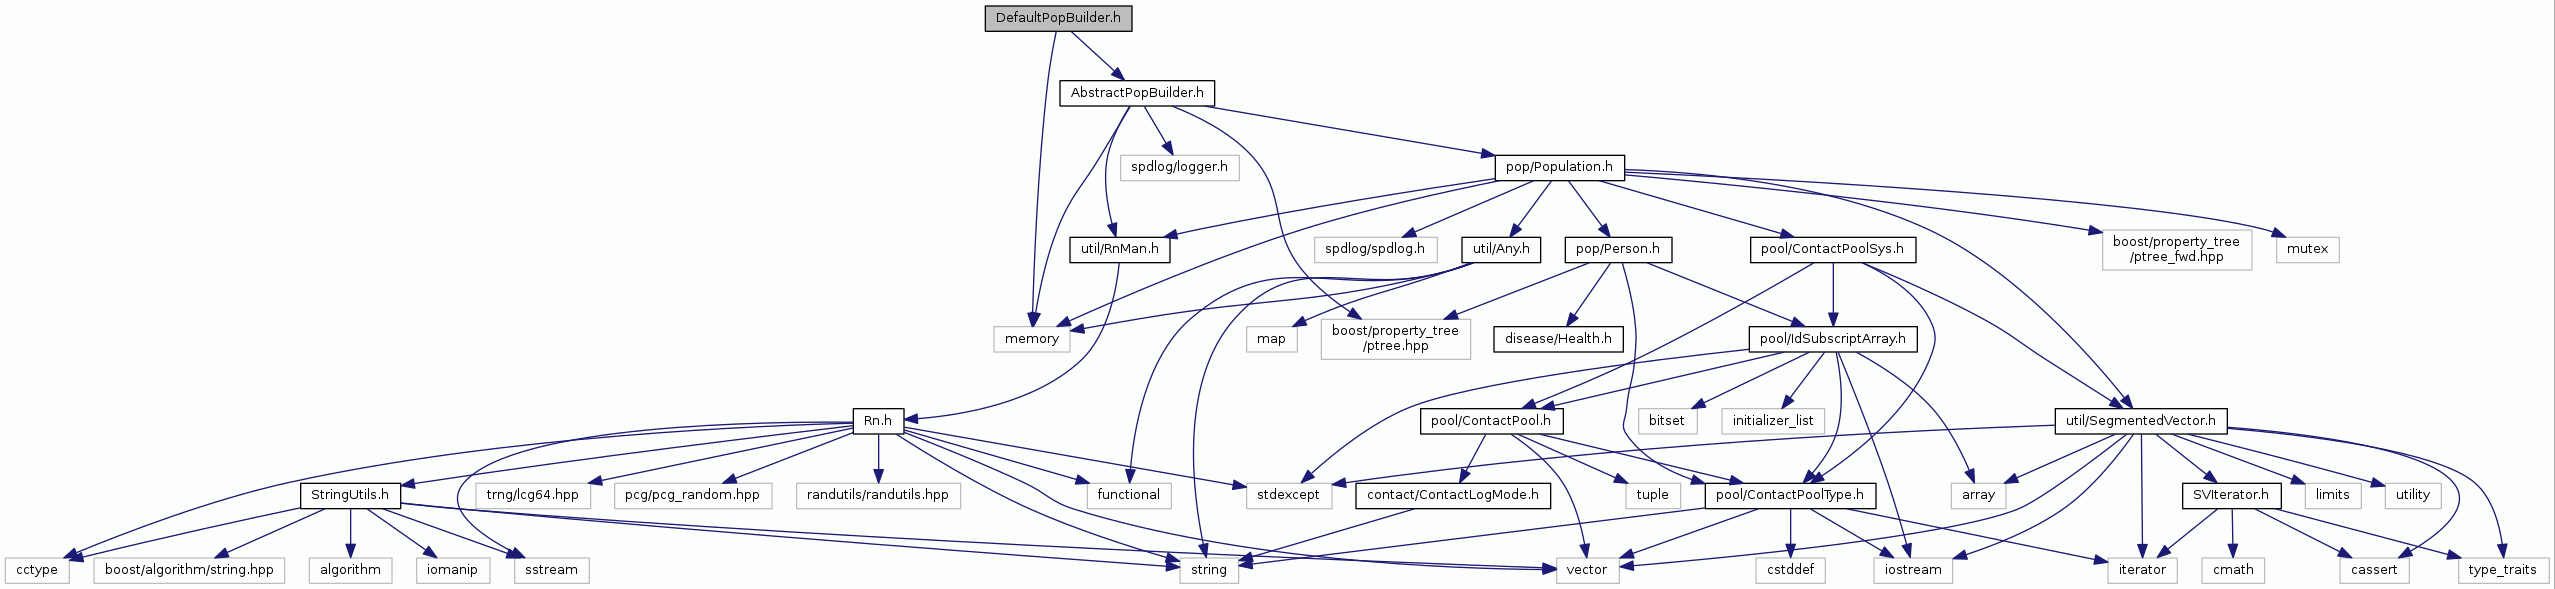 DefaultPopBuilder.h
AbstractPopBuilder.h
spdlog/logger.h
pop/Population.h
util/RnMan.h
spdlog/spdlog.h
util/Any.h
pop/Person.h
pool/ContactPoolSys.h
boost/property_tree
/ptree_fwd.hpp
mutex
memory
map
boost/property_tree
/ptree.hpp
disease/Health.h
pool/IdSubscriptArray.h
Rn.h
pool/ContactPool.h
bitset
initializer_list
util/SegmentedVector.h
StringUtils.h
trng/lcg64.hpp
pcg/pcg_random.hpp
randutils/randutils.hpp
functional
stdexcept
contact/ContactLogMode.h
tuple
pool/ContactPoolType.h
array
SVIterator.h
limits
utility
cctype
boost/algorithm/string.hpp
algorithm
iomanip
sstream
string
vector
cstddef
iostream
iterator
cmath
cassert
type_traits